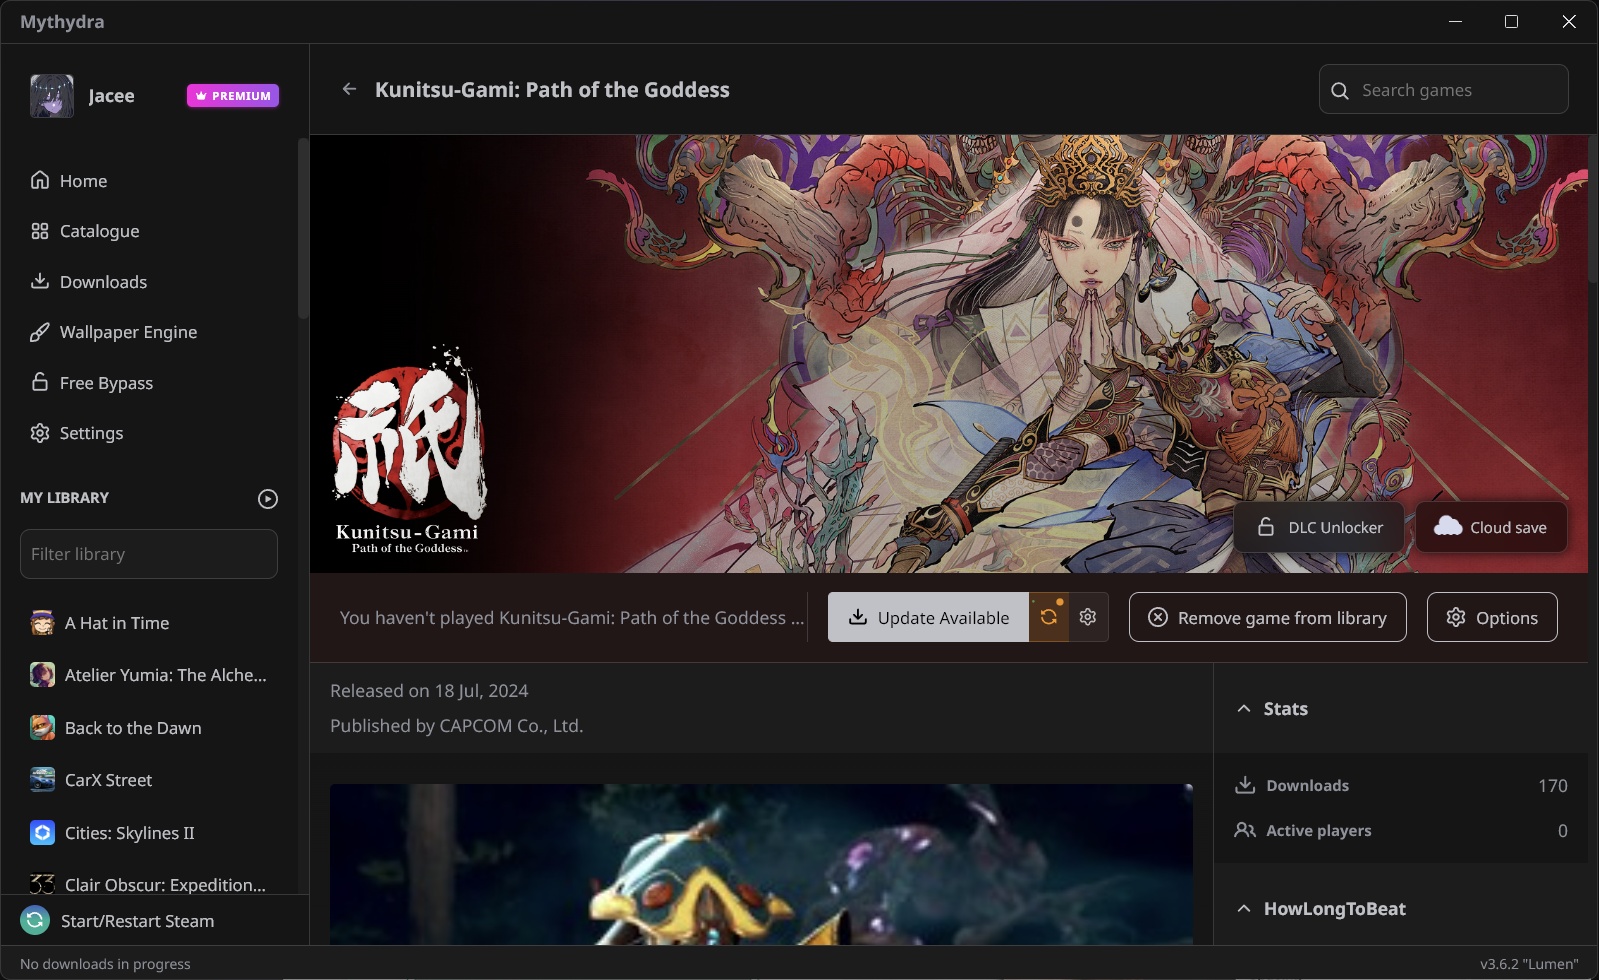 Mythydra
Jacee
PREMIUM
Home
Catalogue
Downloads
Wallpaper Engine
Free Bypass
Settings
MY LIBRARY
Filter library
A Hat in Time
Atelier Yumia: The Alche...
Back to the Dawn
CarX Street
Cities: Skylines II
33
Clair Obscur: Expedition...
Start/Restart Steam
Kunitsu-Gami: Path of the Goddess
Search games
祇
Kunitsu-Gami
Path of the Goddess
DLC Unlocker
Cloud save
You haven't played Kunitsu-Gami: Path of the Goddess ...
Update Available
Remove game from library
Options
Released on 18 Jul, 2024
Published by CAPCOM Co., Ltd.
Stats
Downloads 170
Active players 0
HowLongToBeat
No downloads in progress
v3.6.2 "Lumen"